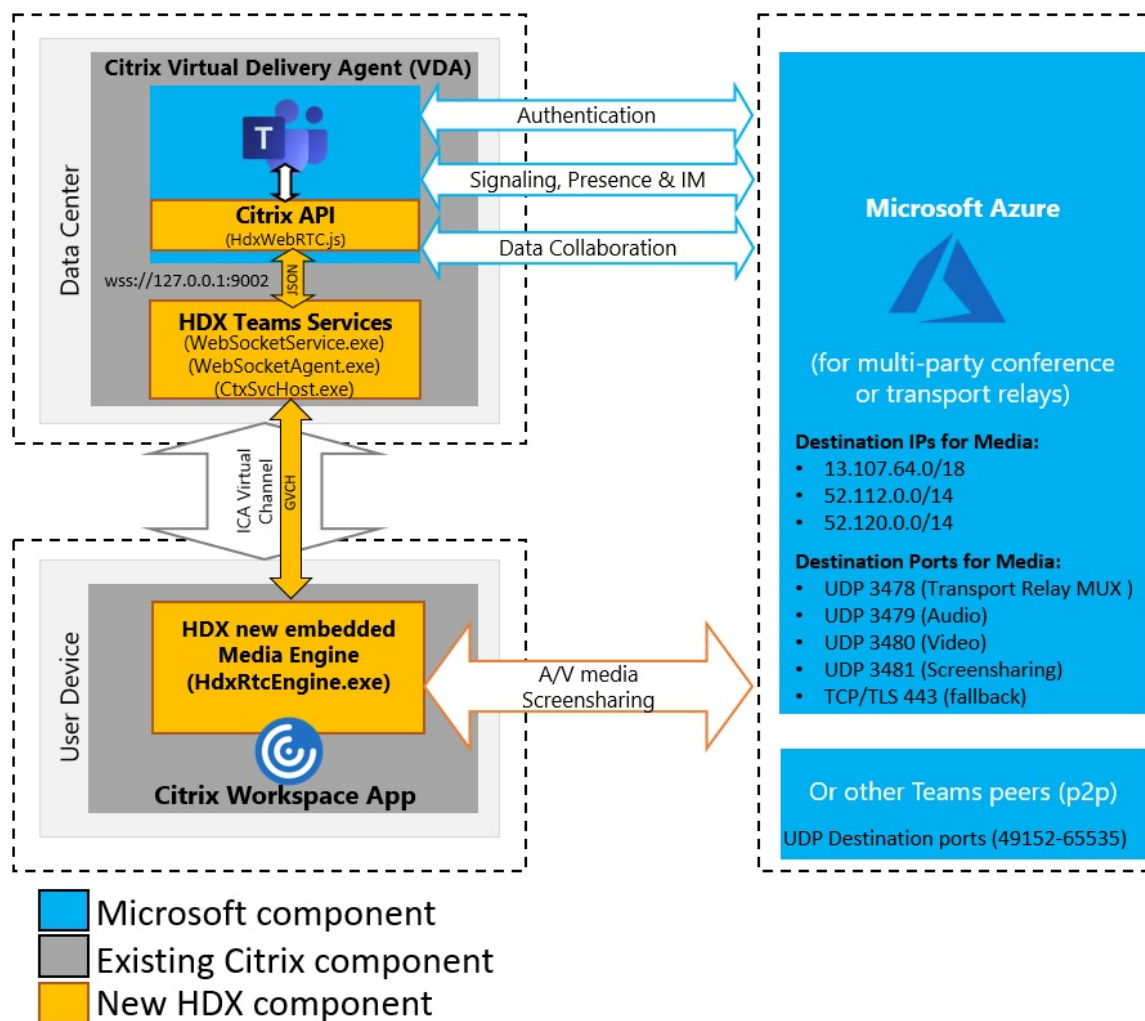 Citrix Virtual Delivery Agent (VDA)
Data Center
T
Citrix API
(HdxWebRTC.js)
wss://127.0.0.1:9002
JSON
HDX Teams Services
(WebSocketService.exe)
(WebSocketAgent.exe)
(CtxSvcHost.exe)
Authentication
Signaling, Presence & IM
Data Collaboration
ICA Virtual
Channel
GVCH
User Device
HDX new embedded
Media Engine
(HdxRtcEngine.exe)
Citrix Workspace App
A/V media
Screensharing
Microsoft Azure
(for multi-party conference
or transport relays)
Destination IPs for Media:
• 13.107.64.0/18
• 52.112.0.0/14
• 52.120.0.0/14
Destination Ports for Media:
• UDP 3478 (Transport Relay MUX )
• UDP 3479 (Audio)
• UDP 3480 (Video)
• UDP 3481 (Screensharing)
• TCP/TLS 443 (fallback)
Or other Teams peers (p2p)
UDP Destination ports (49152-65535)
Microsoft component
Existing Citrix component
New HDX component